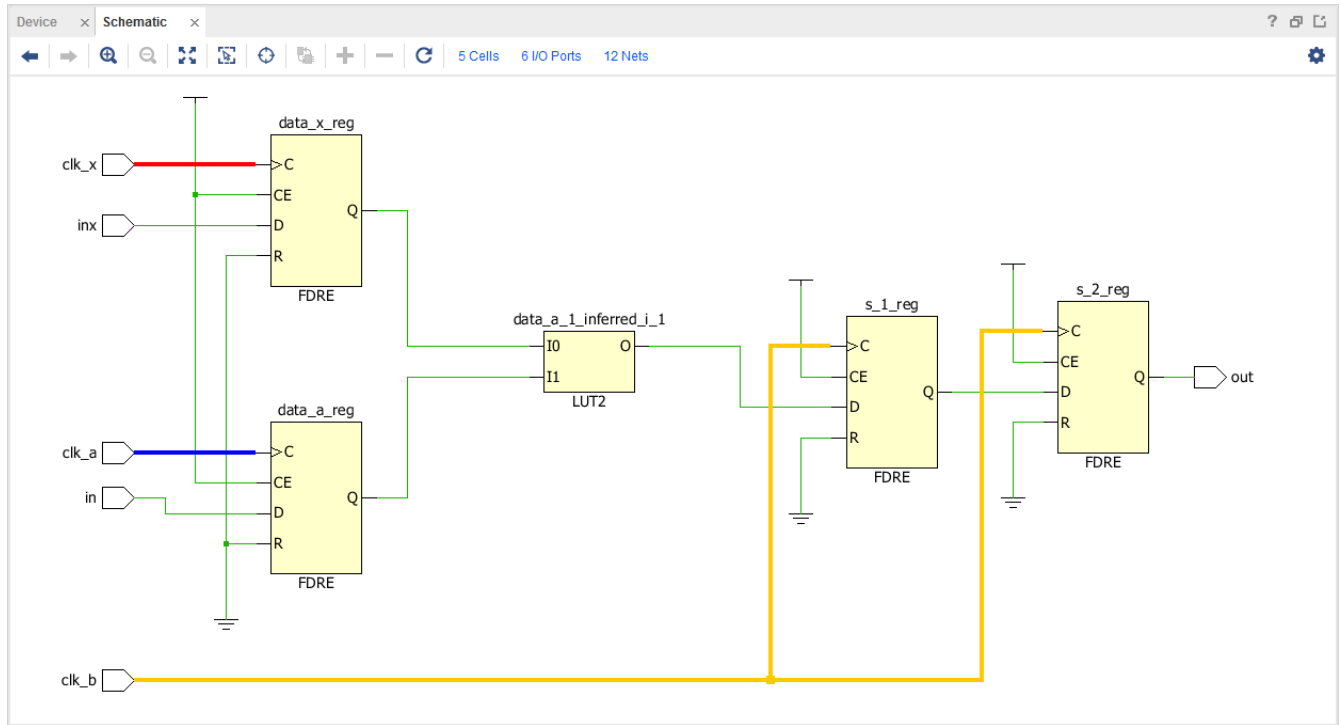 Device × Schematic × ?
5 Cells 6 I/O Ports 12 Nets
data_x_reg
clk_x
C
CE
inx
D
Q
R
FDRE
data_a_1_inferred_i_1
I0 O
I1
LUT2
data_a_reg
clk_a
C
CE
in
D
Q
R
FDRE
s_1_reg
C
CE
D
Q
R
FDRE
s_2_reg
C
CE
D
Q
R
FDRE
out
clk_b